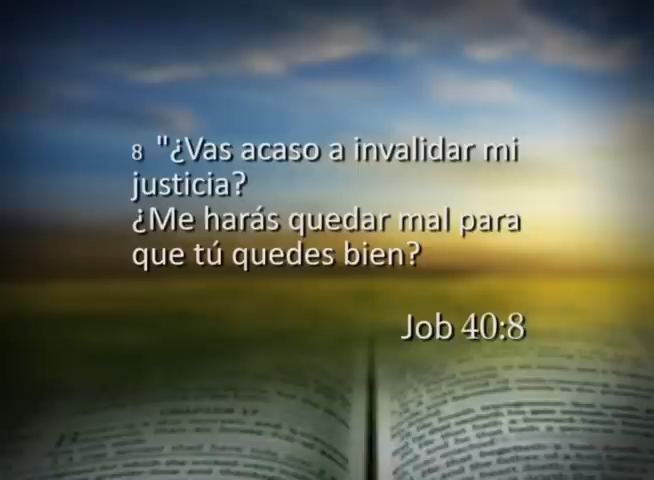 8 "¿Vas acaso a invalidar mi
justicia?
¿Me harás quedar mal para
que tú quedes bien?
Job 40:8